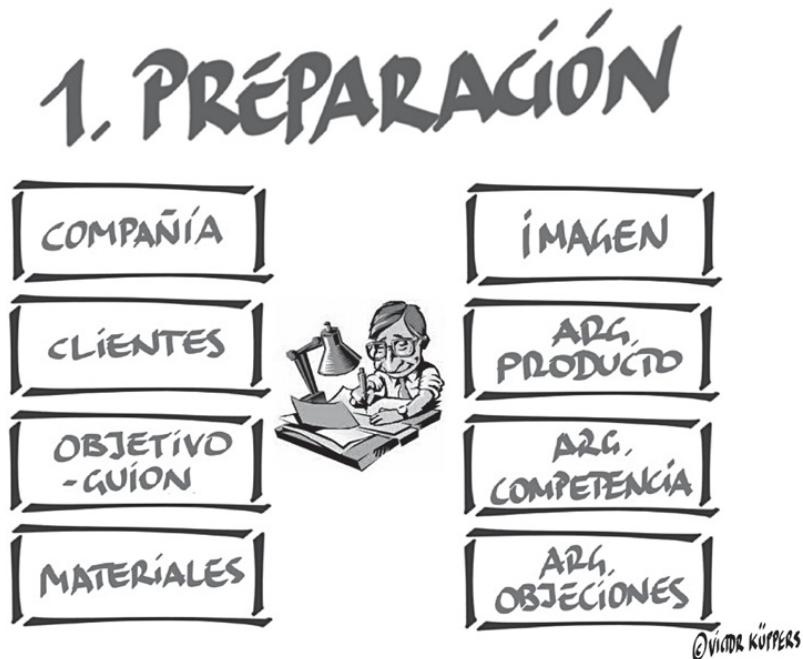 1. PREPARACIÓN
COMPAÑÍA
CLIENTES
OBJETIVO
-GUION
MATERIALES
IMAGEN
ARG.
PRODUCTO
ARG.
COMPETENCIA
ARG.
OBJECIONES
©VICTOR KÜPPERS